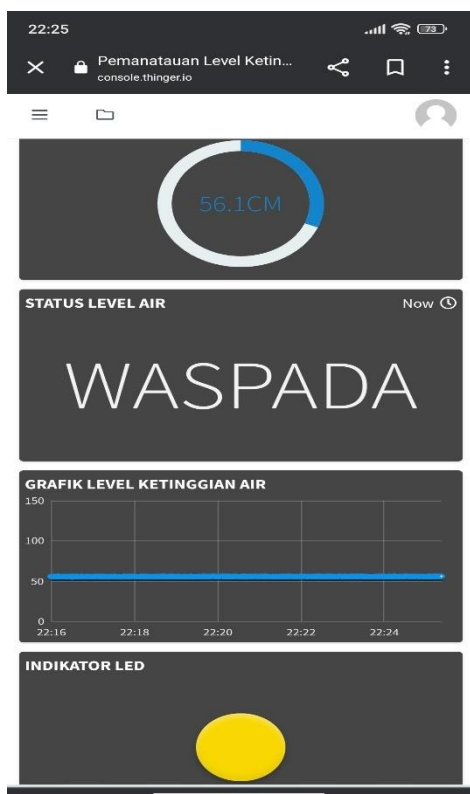 22:25
73
Pemanatauan Level Ketin...
console.thinger.io
56.1CM
STATUS LEVEL AIR
Now
WASPADA
GRAFIK LEVEL KETINGGIAN AIR
150
100
50
0
22:16 22:18 22:20 22:22 22:24
INDIKATOR LED